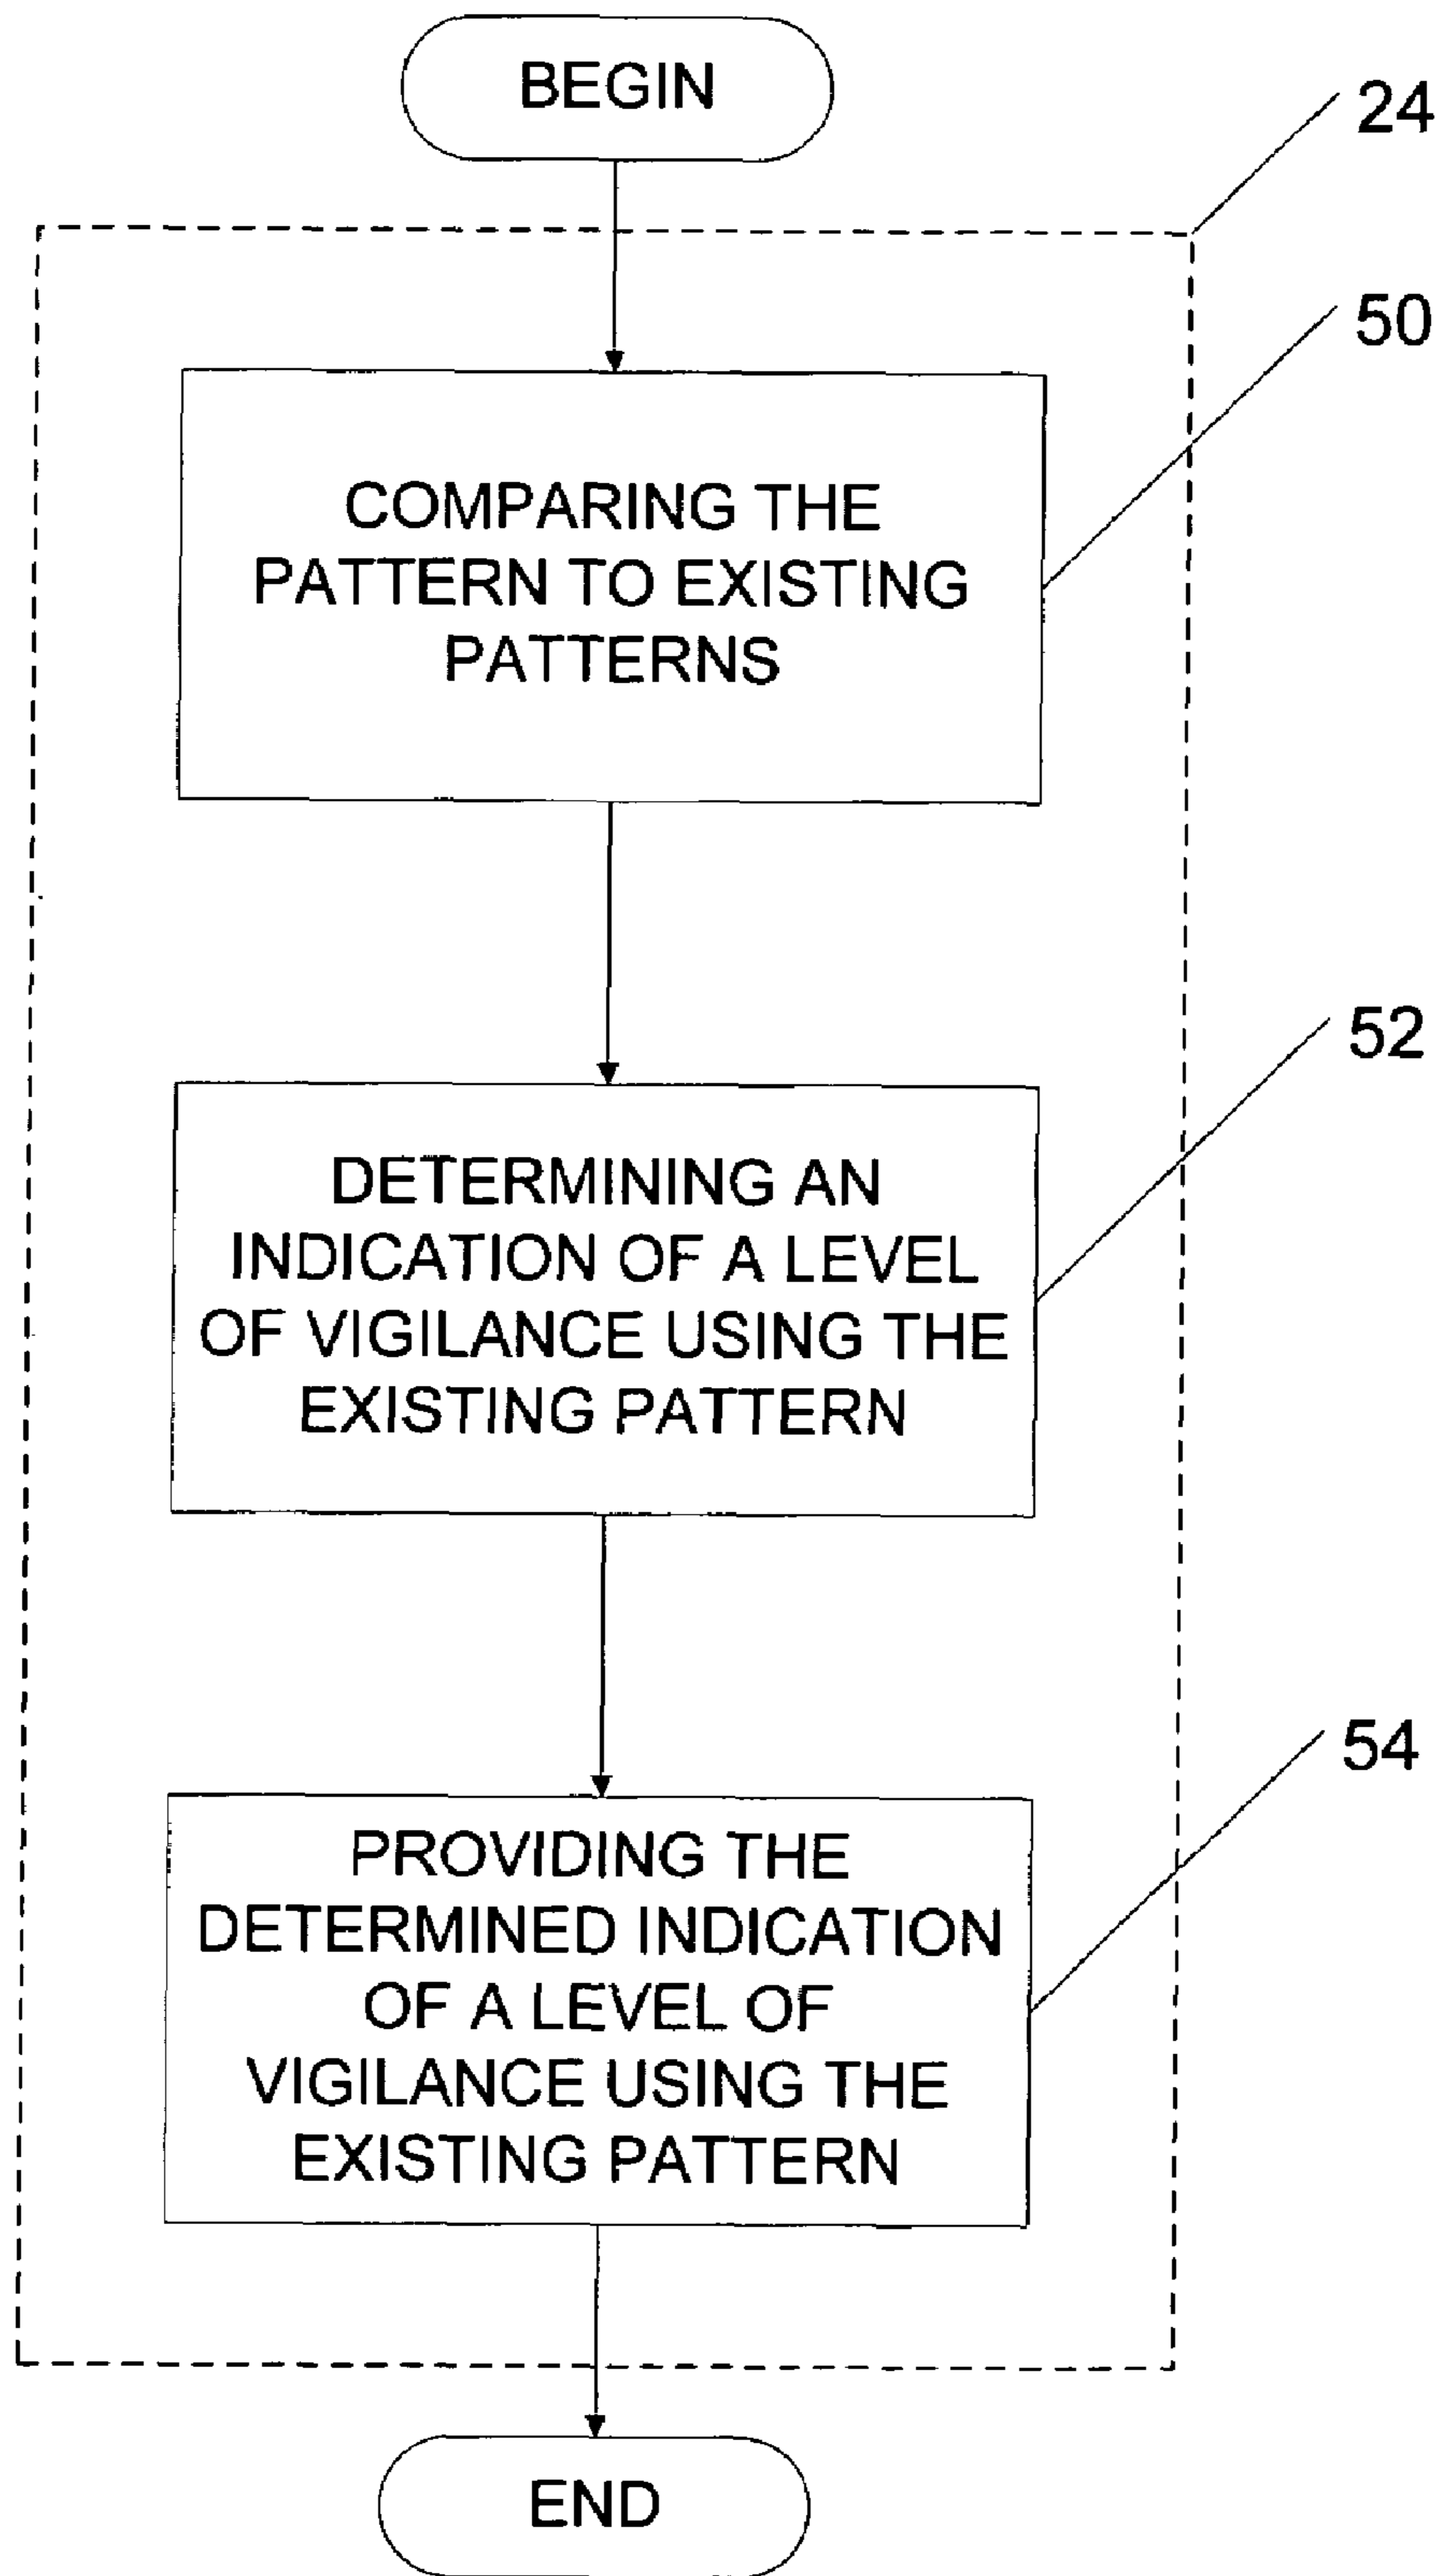 BEGIN
24
50
COMPARING THE
PATTERN TO EXISTING
PATTERNS
52
DETERMINING AN
INDICATION OF A LEVEL
OF VIGILANCE USING THE
EXISTING PATTERN
54
PROVIDING THE
DETERMINED INDICATION
OF A LEVEL OF
VIGILANCE USING THE
EXISTING PATTERN
END